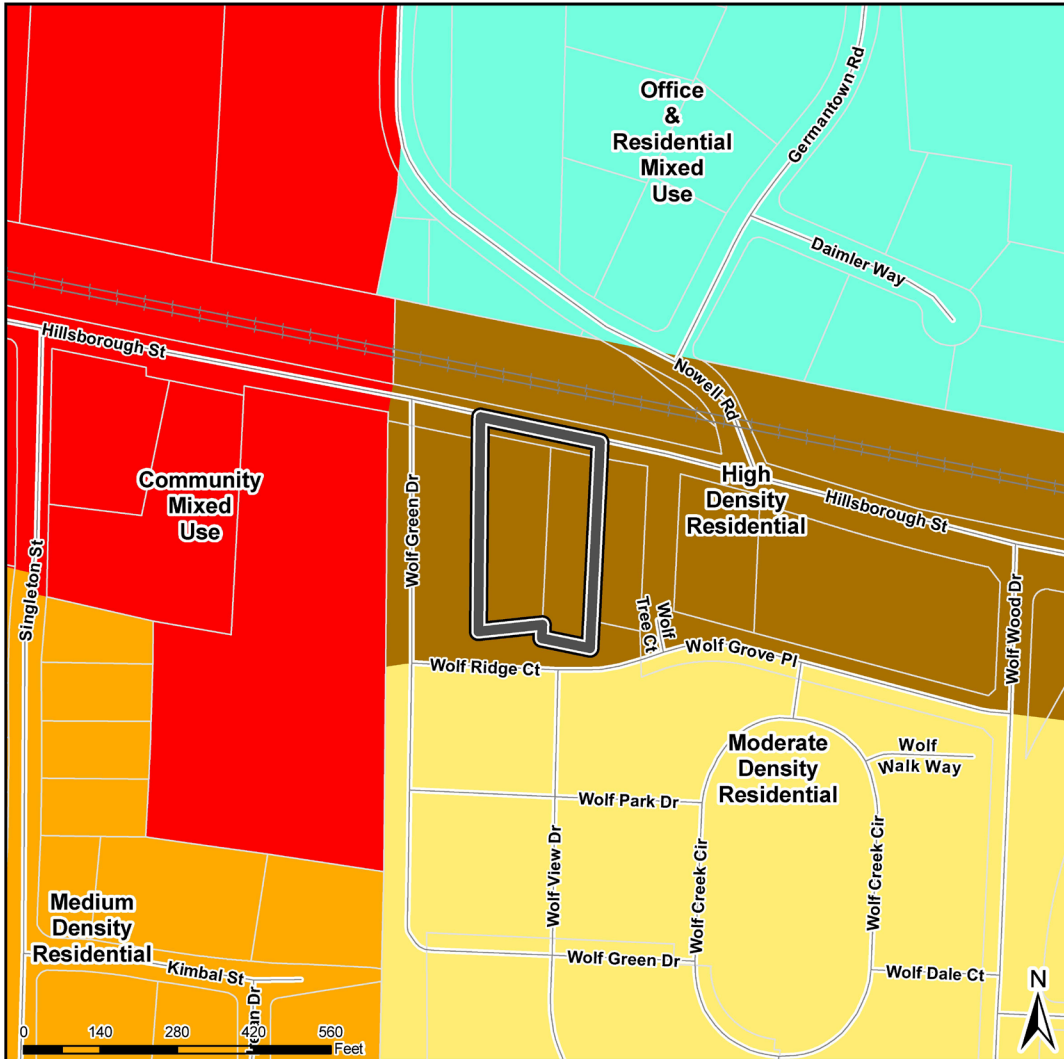 Office
&
Residential
Mixed
Use
Germantown Rd
Daimler Way
Hillsborough St
Nowell Rd
Community
Mixed
Use
High
Density
Residential
Hillsborough St
Singleton St
Wolf Green Dr
Wolf
Tree Ct
Wolf Wood Dr
Wolf Ridge Ct
Wolf Grove Pl
Moderate
Density
Residential
Wolf
Walk Way
Wolf Park Dr
Wolf View Dr
Wolf Creek Cir
Wolf Creek Cir
Medium
Density
Residential
Wolf Green Dr
Wolf Dale Ct
Kimbal St
N
0 140 280 420 560
Feet